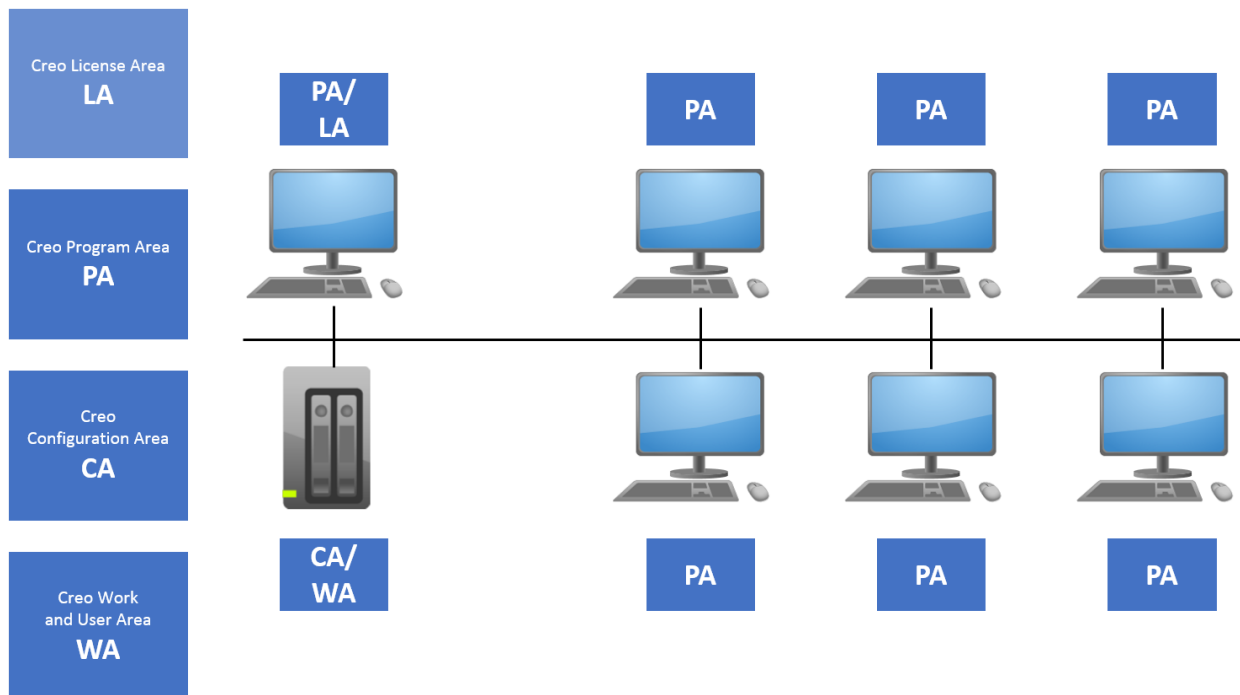 Creo License Area
LA
PA/
LA
PA
PA
PA
Creo Program Area
PA
Creo
Configuration Area
CA
CA/
WA
PA
PA
PA
Creo Work
and User Area
WA